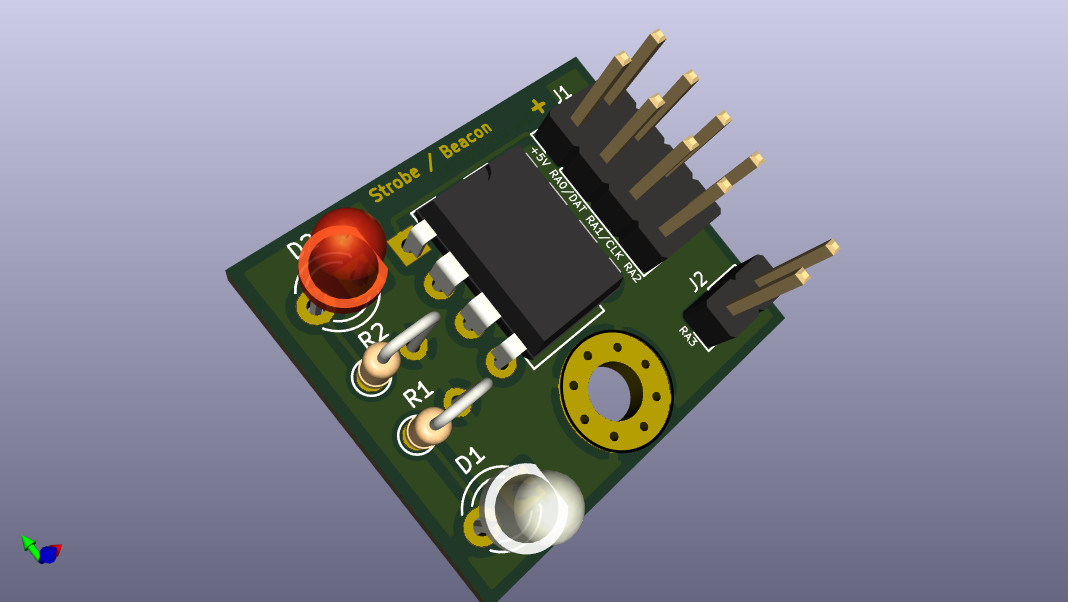 + J1
Strobe / Beacon
+5V RA0/DAT RA1/CLK RA2
J2
RA3
D2
R2
R1
D1